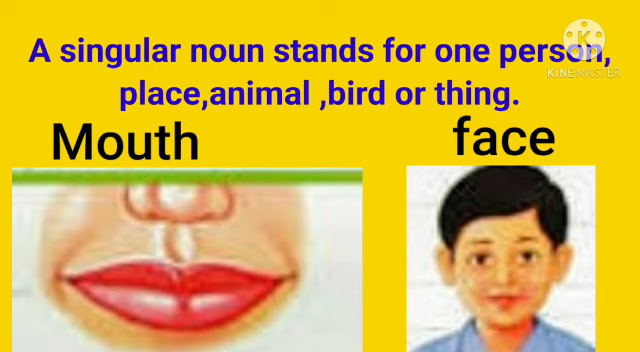 A singular noun stands for one person,
place,animal ,bird or thing.
KINEMASTER
Mouth
face